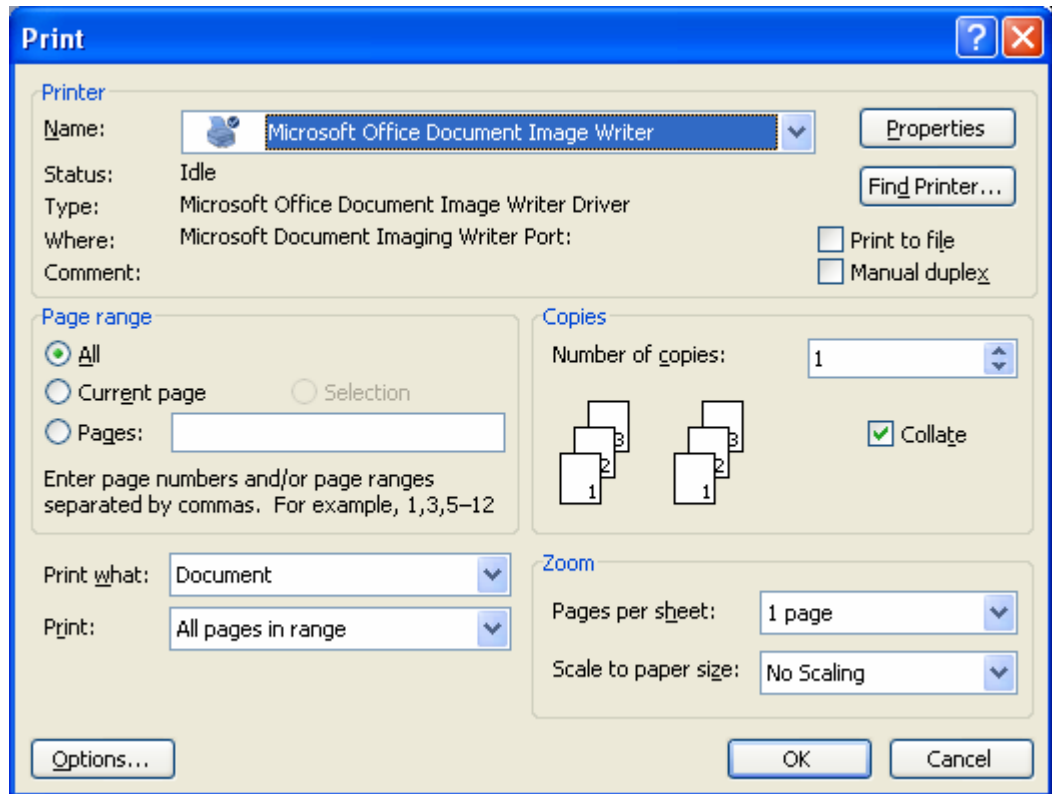 Print
Printer
Name: Microsoft Office Document Image Writer Properties
Status: Idle Find Printer...
Type: Microsoft Office Document Image Writer Driver
Where: Microsoft Document Imaging Writer Port: Print to file
Comment: Manual duplex
Page range
All
Current page Selection
Pages:
Enter page numbers and/or page ranges
separated by commas. For example, 1,3,5–12
Copies
Number of copies: 1
3 3
2 2
1 1
Collate
Print what: Document
Print: All pages in range
Zoom
Pages per sheet: 1 page
Scale to paper size: No Scaling
Options... OK Cancel